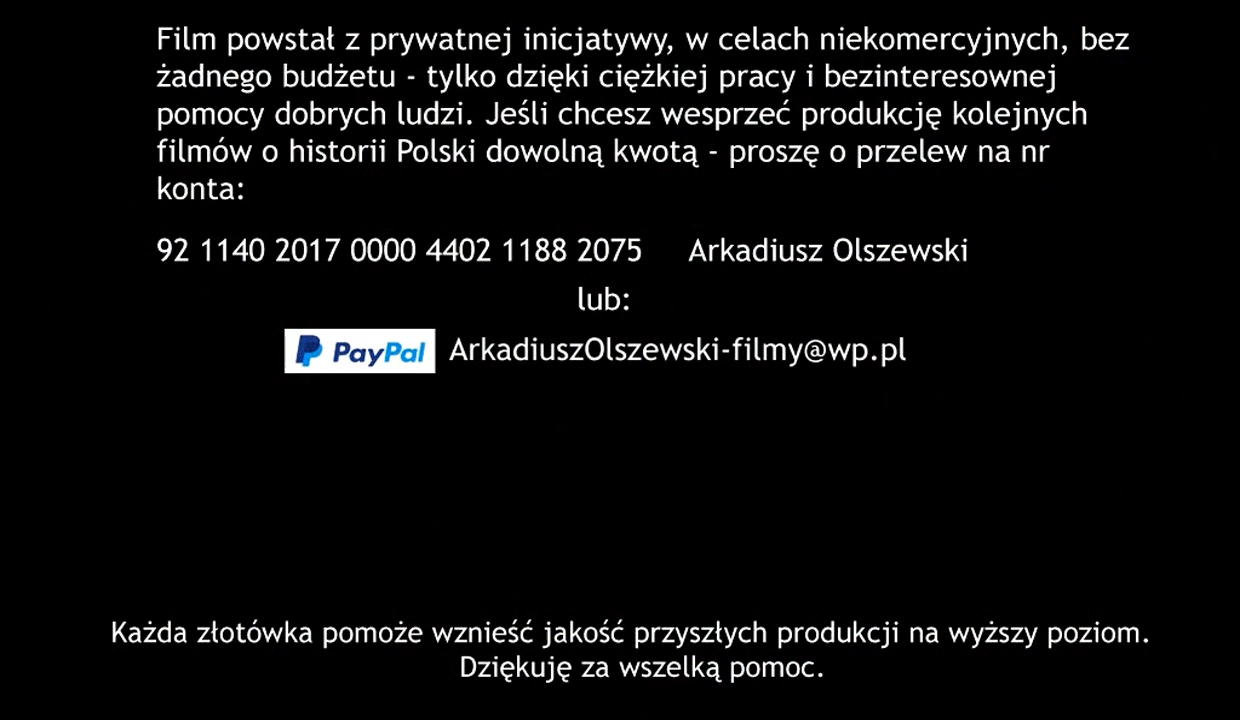 Film powstał z prywatnej inicjatywy, w celach niekomercyjnych, bez
żadnego budżetu - tylko dzięki ciężkiej pracy i bezinteresownej
pomocy dobrych ludzi. Jeśli chcesz wesprzeć produkcję kolejnych
filmów o historii Polski dowolną kwotą - proszę o przelew na nr
konta:
92 1140 2017 0000 4402 1188 2075 Arkadiusz Olszewski
lub:
PayPal ArkadiuszOlszewski-filmy@wp.pl
Każda złotówka pomoże wznieść jakość przyszłych produkcji na wyższy poziom.
Dziękuję za wszelką pomoc.